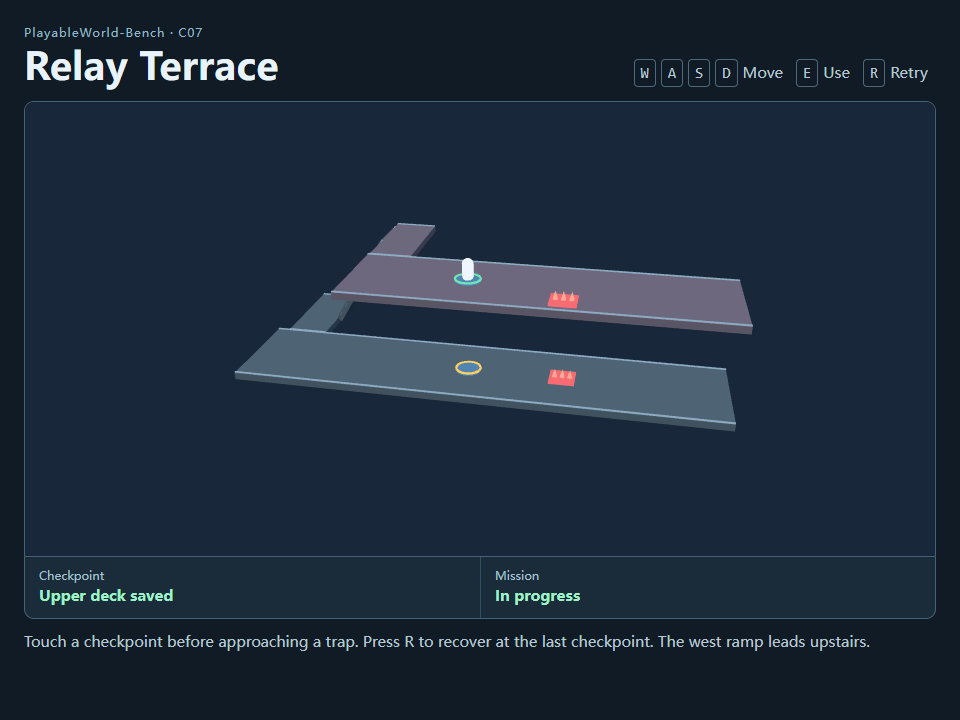 PlayableWorld-Bench · C07
Relay Terrace
W A S D Move E Use R Retry
Checkpoint
Upper deck saved
Mission
In progress
Touch a checkpoint before approaching a trap. Press R to recover at the last checkpoint. The west ramp leads upstairs.